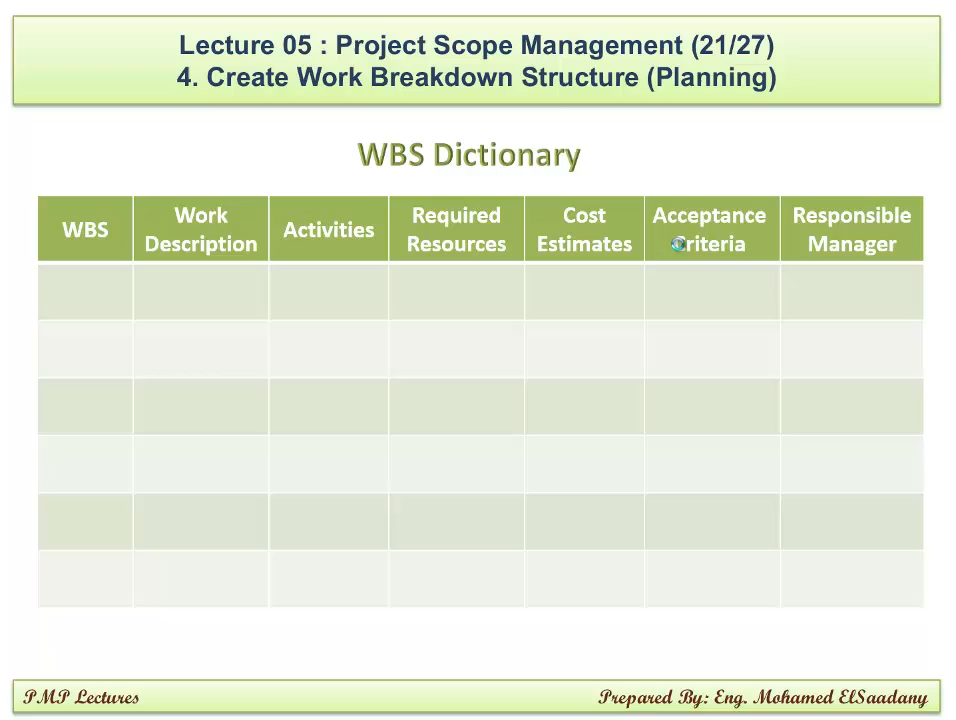 Lecture 05 : Project Scope Management (21/27)
4. Create Work Breakdown Structure (Planning)
WBS Dictionary
WBS
Work
Description
Activities
Required
Resources
Cost
Estimates
Acceptance
Criteria
Responsible
Manager
PMP Lectures
Prepared By: Eng. Mohamed ElSaadany